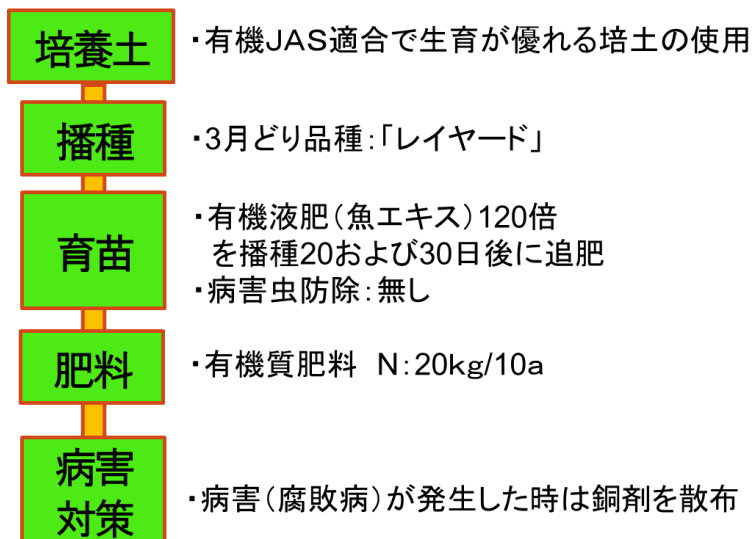 培養土
・有機JAS適合で生育が優れる培土の使用
播種
・3月どり品種：「レイヤード」
育苗
・有機液肥（魚エキス）120倍
を播種20および30日後に追肥
・病害虫防除：無し
肥料
・有機質肥料　N：20kg/10a
病害
対策
・病害（腐敗病）が発生した時は銅剤を散布